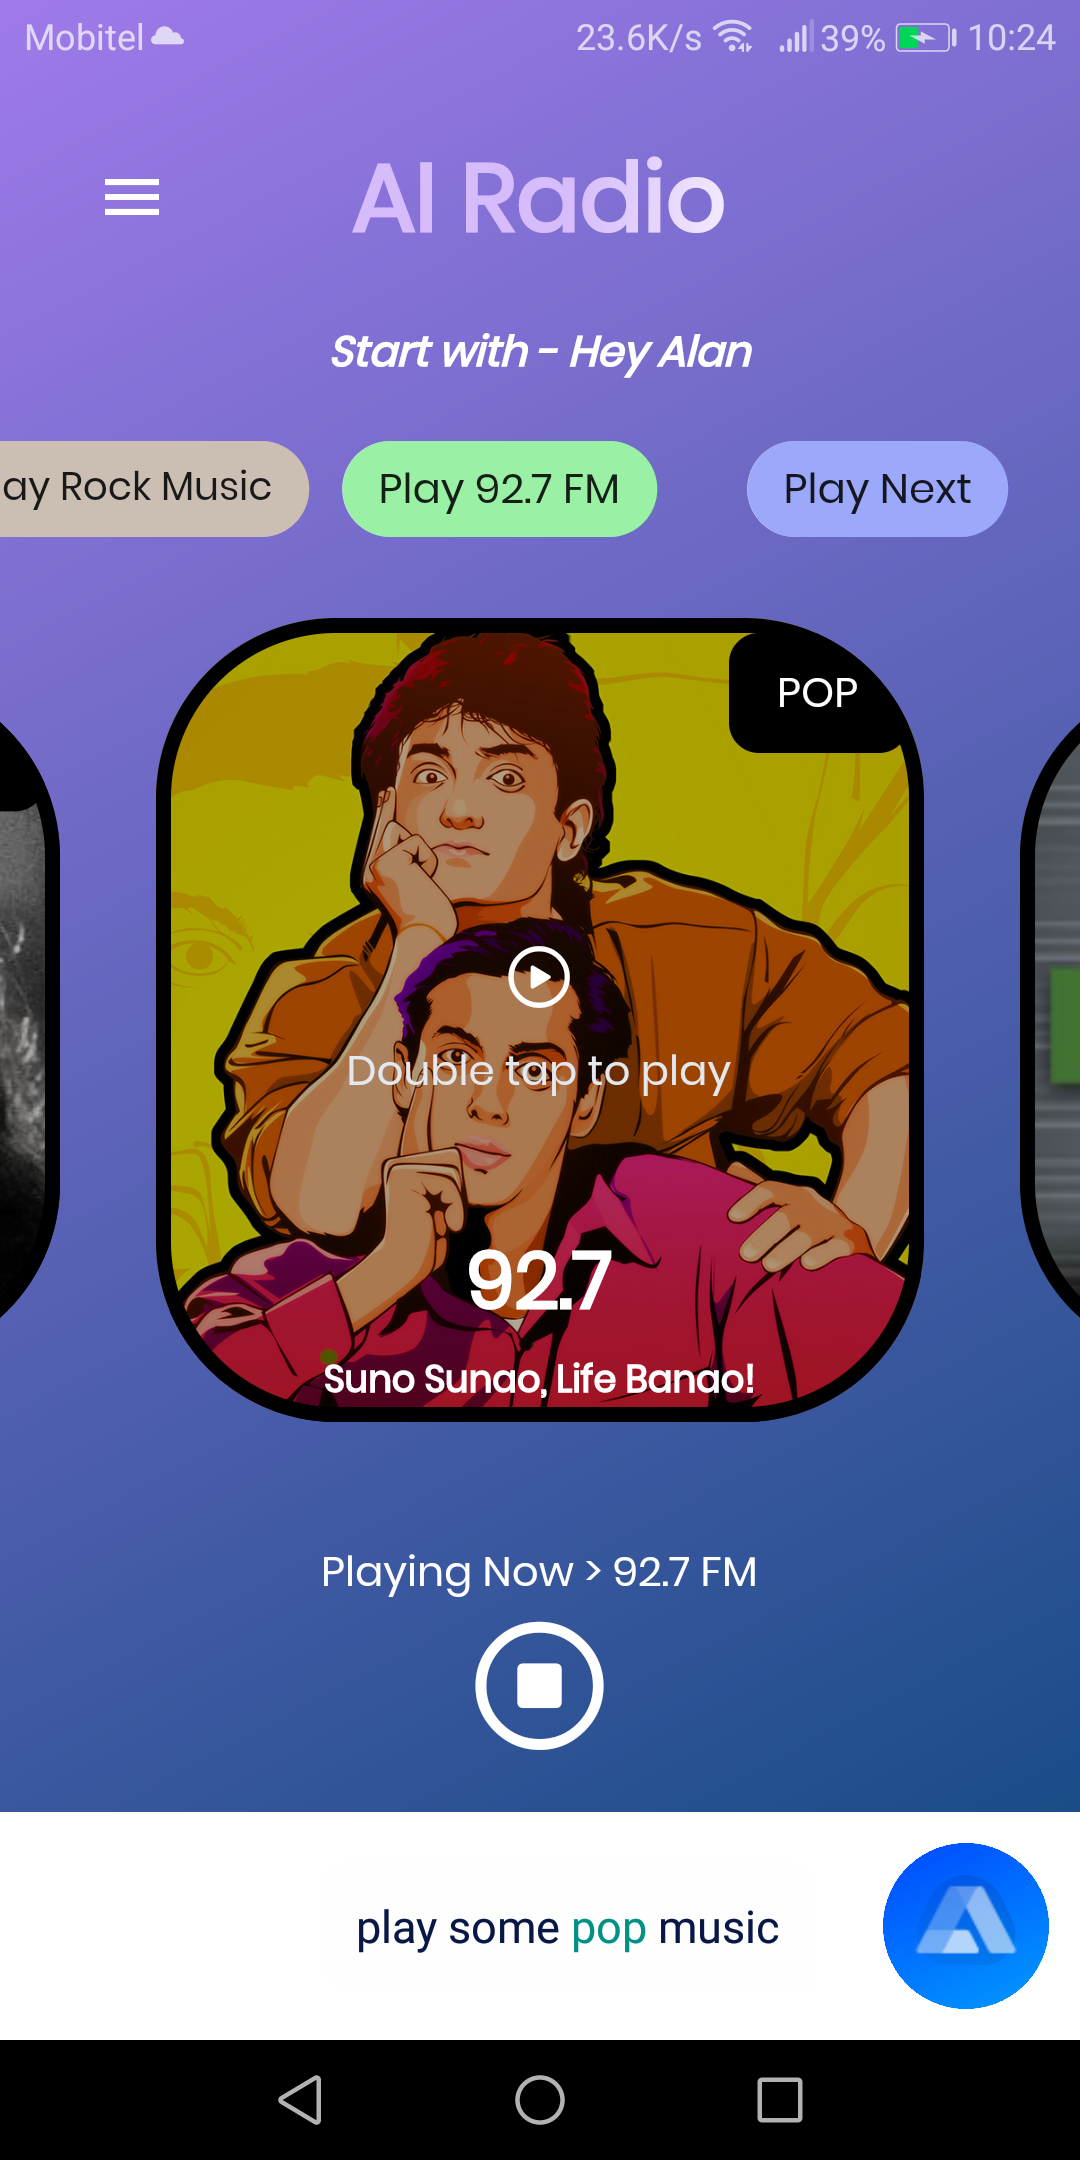 Mobitel 23.6K/s 39% 10:24
AI Radio
Start with - Hey Alan
ay Rock Music
Play 92.7 FM
Play Next
POP
Double tap to play
92.7
Suno Sunao, Life Banao!
Playing Now > 92.7 FM
play some pop music